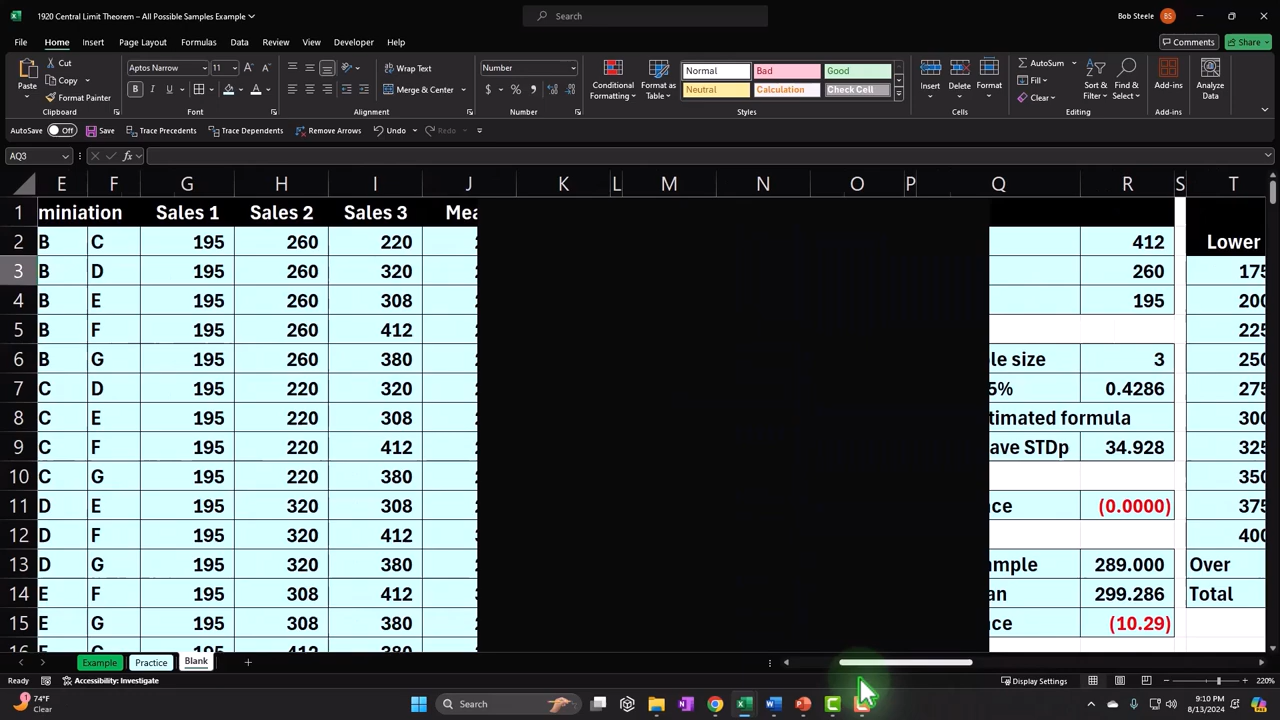 1920 Central Limit Theorem – All Possible Samples Example
Search
Bob Steele
BS
File Home Insert Page Layout Formulas Data Review View Developer Help
Comments
Share
Paste
Cut
Copy
Format Painter
Clipboard
Aptos Narrow 11
B I U
Font
Wrap Text
Merge & Center
Alignment
Number
$ % ,
Number
Conditional Formatting
Format as Table
Normal Bad Good
Neutral Calculation Check Cell
Styles
Insert Delete Format
Cells
AutoSum
Fill
Clear
Sort & Filter
Find & Select
Editing
Add-ins
Add-ins
Analyze Data
AutoSave Off Save Trace Precedents Trace Dependents Remove Arrows Undo Redo
AQ3 fx
E F G H I J K L M N O P Q R S T
1 miniation Sales 1 Sales 2 Sales 3 Mea
2 B C 195 260 220 412 Lower
3 B D 195 260 320 260 175
4 B E 195 260 308 195 200
5 B F 195 260 412 225
6 B G 195 260 380 le size 3 250
7 C D 195 220 320 5% 0.4286 275
8 C E 195 220 308 timated formula 300
9 C F 195 220 412 ave STDp 34.928 325
10 C G 195 220 380 350
11 D E 195 320 308 ce (0.0000) 375
12 D F 195 320 412 400
13 D G 195 320 380 mple 289.000 Over
14 E F 195 308 412 an 299.286 Total
15 E G 195 308 380 ce (10.29)
Example Practice Blank
Ready Accessibility: Investigate
Display Settings
220%
74°F
Clear
Search
9:10 PM
8/13/2024